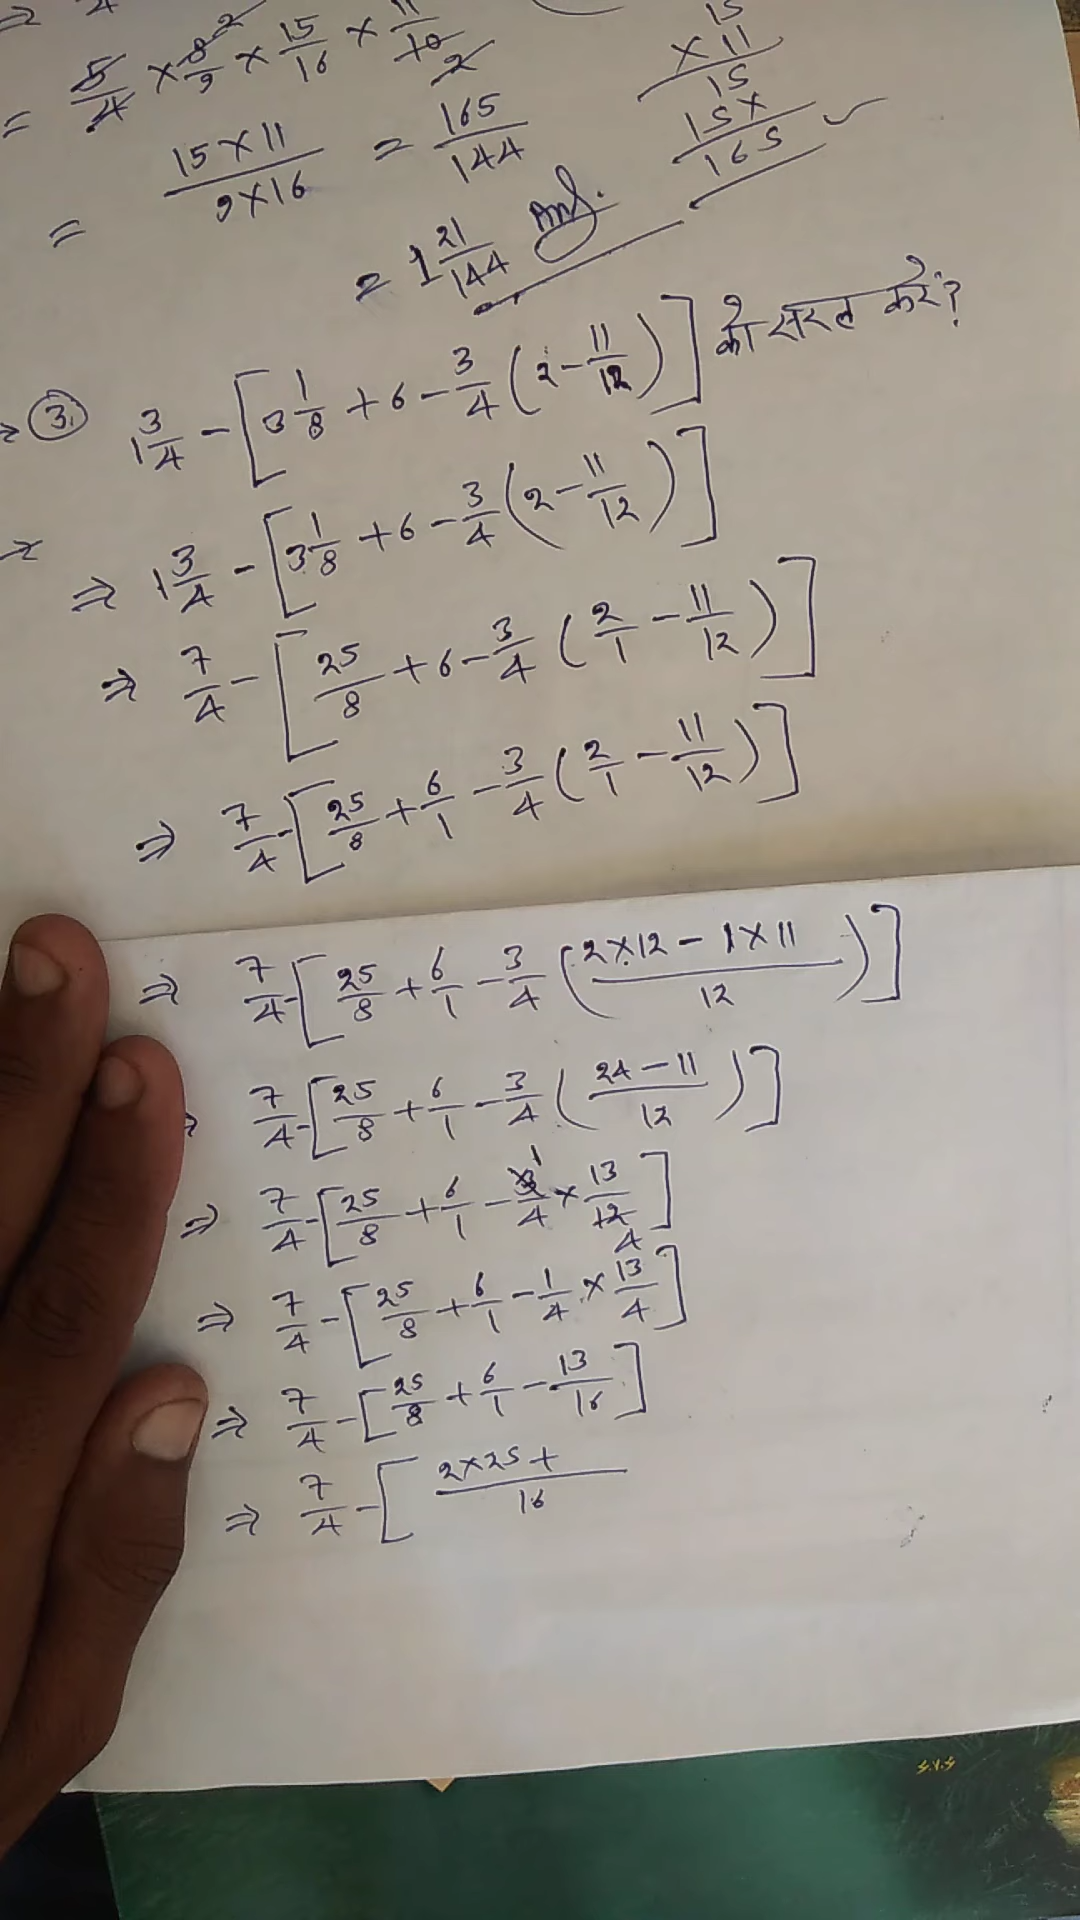 = 5/4 × 8/9 × 15/16 × 11/10
2
2
15
× 11
15
15×
165 ✓
= 15×11/9×16 = 165/144
= 1 21/144 Ans.
③. 1 3/4 - [3 1/8 + 6 - 3/4 (2 - 11/12)] को सरल करें?
⇒ 1 3/4 - [3 1/8 + 6 - 3/4 (2 - 11/12)]
⇒ 7/4 - [25/8 + 6 - 3/4 (2/1 - 11/12)]
⇒ 7/4 - [25/8 + 6/1 - 3/4 (2/1 - 11/12)]
⇒ 7/4 - [25/8 + 6/1 - 3/4 (2×12 - 1×11/12)]
7/4 - [25/8 + 6/1 - 3/4 (24 - 11/12)]
1
⇒ 7/4 - [25/8 + 6/1 - 3/4 × 13/12]
4
⇒ 7/4 - [25/8 + 6/1 - 1/4 × 13/4]
⇒ 7/4 - [25/8 + 6/1 - 13/16]
⇒ 7/4 - [2×25 + /16
S.Y.S